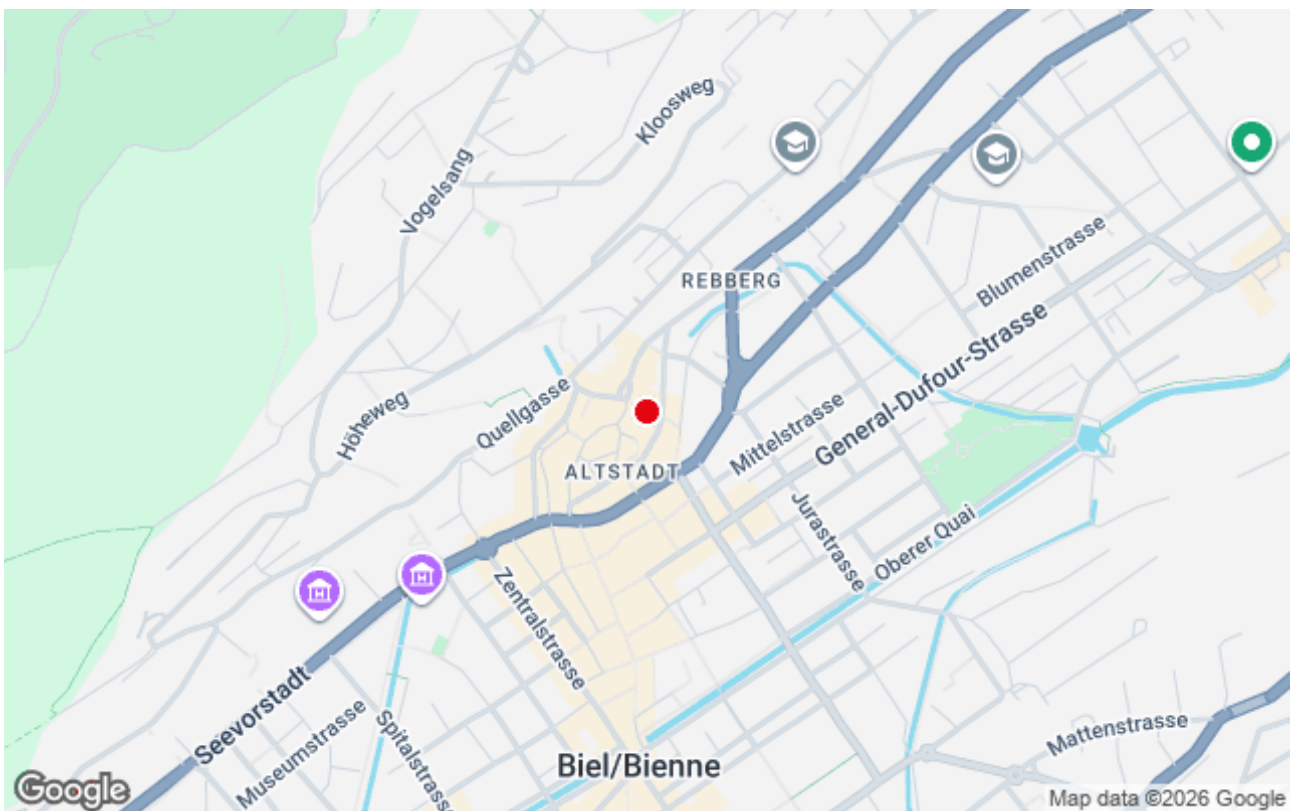 Kloosweg
Vogelsang
REBBERG
Blumenstrasse
General-Dufour-Strasse
Höheweg
Quellgasse
Mittelstrasse
ALTSTADT
Jurastrasse
Oberer Quai
Zentralstrasse
Seevorstadt
Museumstrasse
Spitalstrasse
Mattenstrasse
Biel/Bienne
Google
Map data ©2026 Google